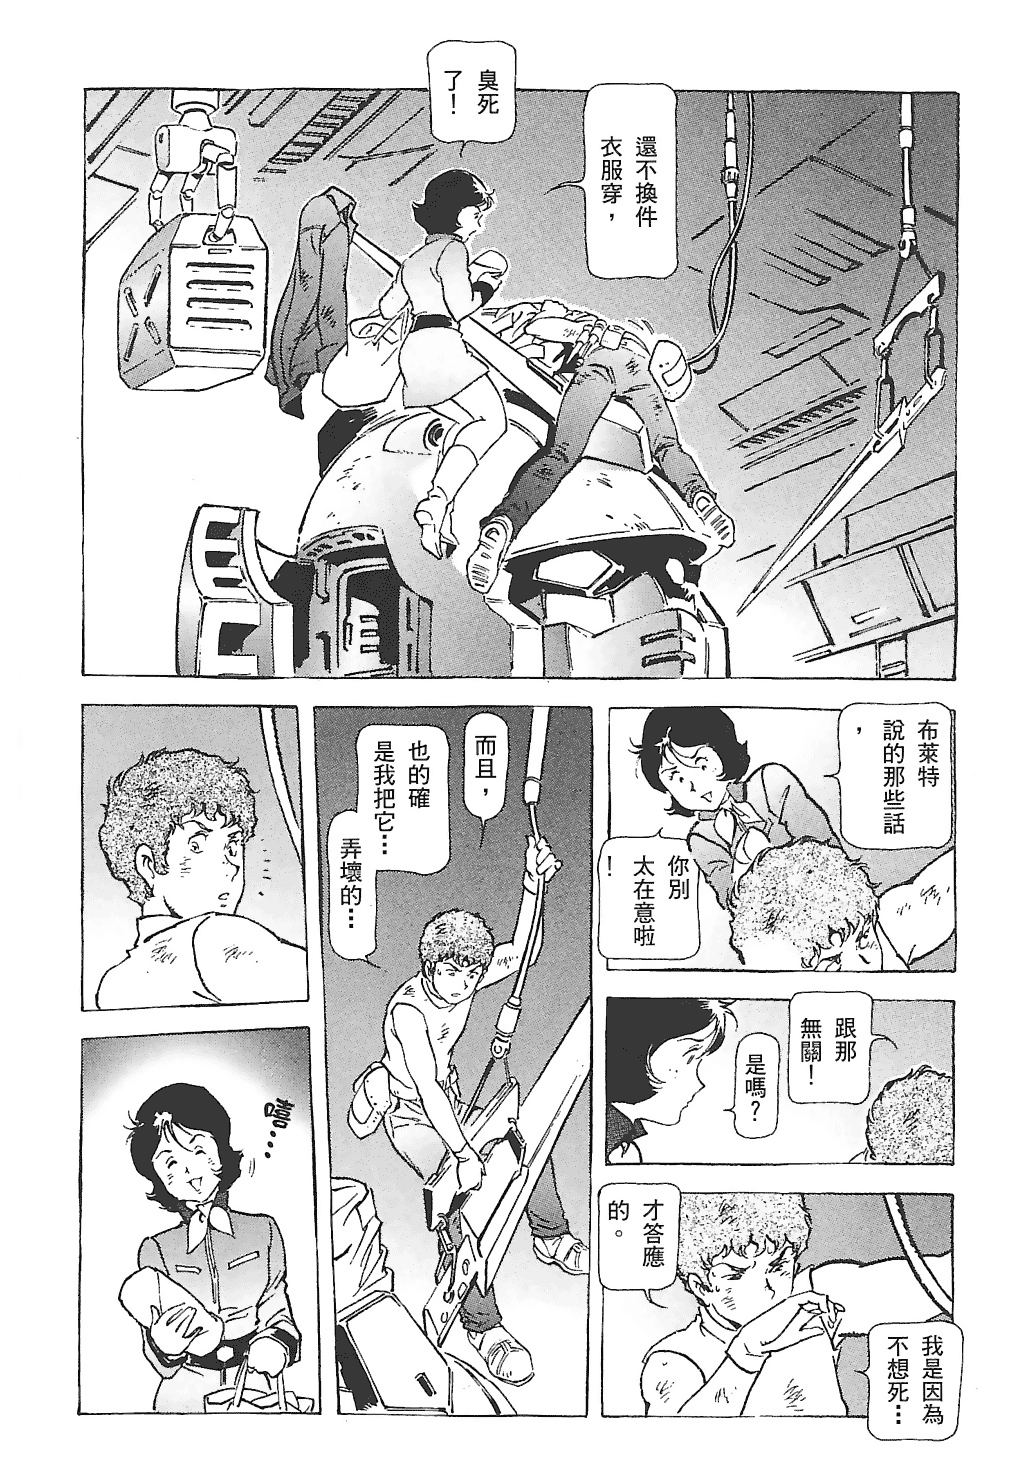 還不換件
衣服穿，
臭死
了！
布萊特
說的那些話
，
你別
太在意啦
！
跟那
無關！
是嗎？
我是因為
不想死…
才答應
的。
而且，
也的確
是我把它…
弄壞的…
嘻…